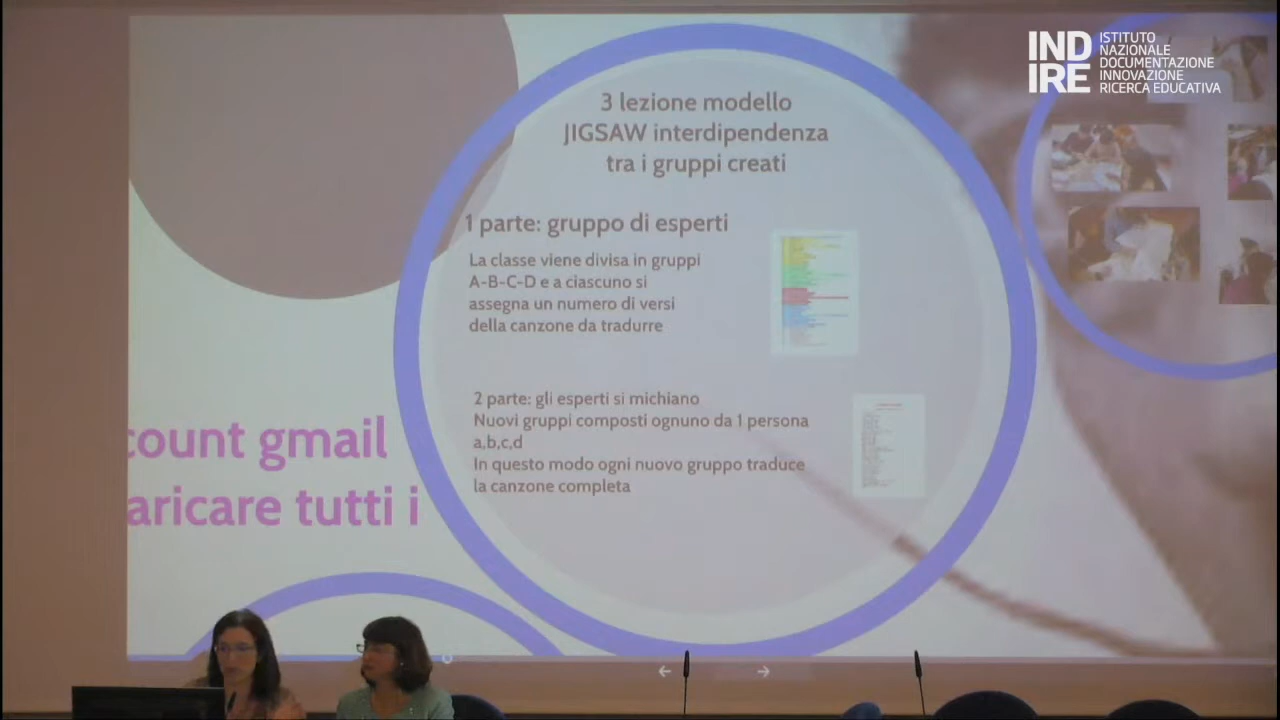 IND
IRE
ISTITUTO
NAZIONALE
DOCUMENTAZIONE
INNOVAZIONE
RICERCA EDUCATIVA
3 lezione modello
JIGSAW interdipendenza
tra i gruppi creati
1 parte: gruppo di esperti
La classe viene divisa in gruppi
A-B-C-D e a ciascuno si
assegna un numero di versi
della canzone da tradurre
2 parte: gli esperti si michiano
Nuovi gruppi composti ognuno da 1 persona
a,b,c,d
In questo modo ogni nuovo gruppo traduce
la canzone completa
count gmail
aricare tutti i